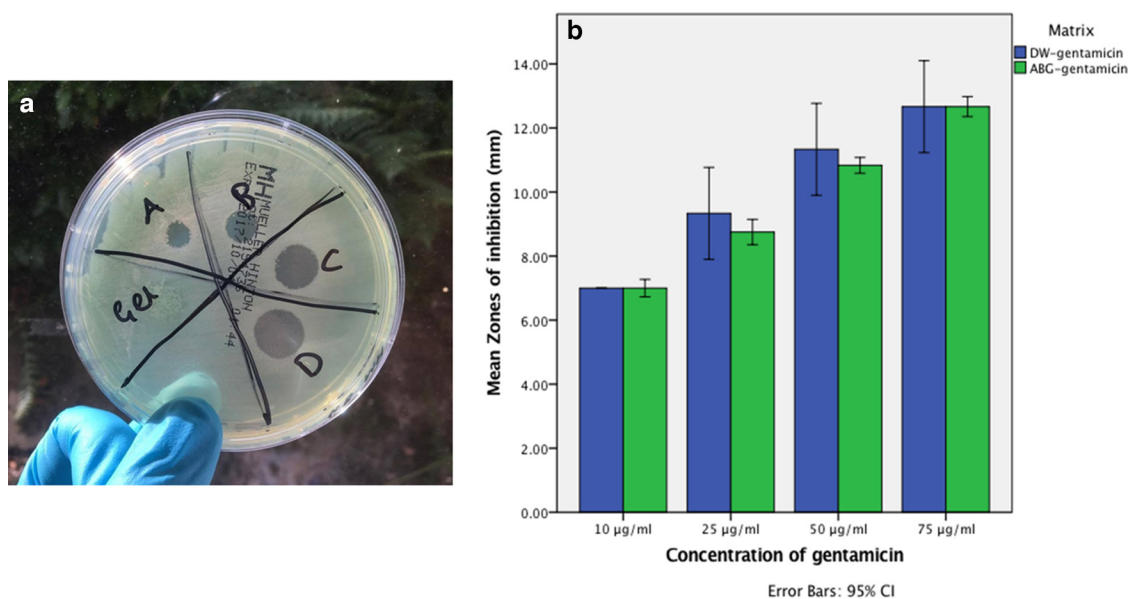 a
A
B
C
D
Gel
MHMUELLER HINTON
b
Matrix
DW-gentamicin
ABG-gentamicin
Mean Zones of inhibition (mm)
14.00
12.00
10.00
8.00
6.00
4.00
2.00
0.00
10 µg/ml 25 µg/ml 50 µg/ml 75 µg/ml
Concentration of gentamicin
Error Bars: 95% CI